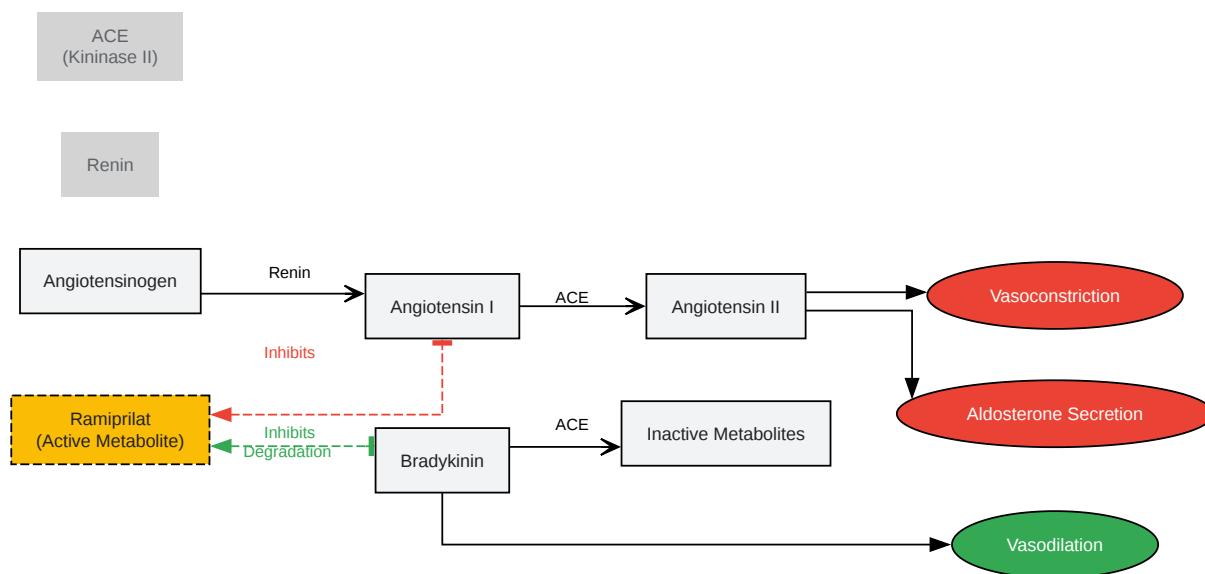 ACE
(Kininase II)
Renin
Angiotensinogen
Renin
Angiotensin I
ACE
Angiotensin II
Vasoconstriction
Inhibits
Ramiprilat
(Active Metabolite)
Inhibits
Degradation
Bradykinin
ACE
Inactive Metabolites
Aldosterone Secretion
Vasodilation